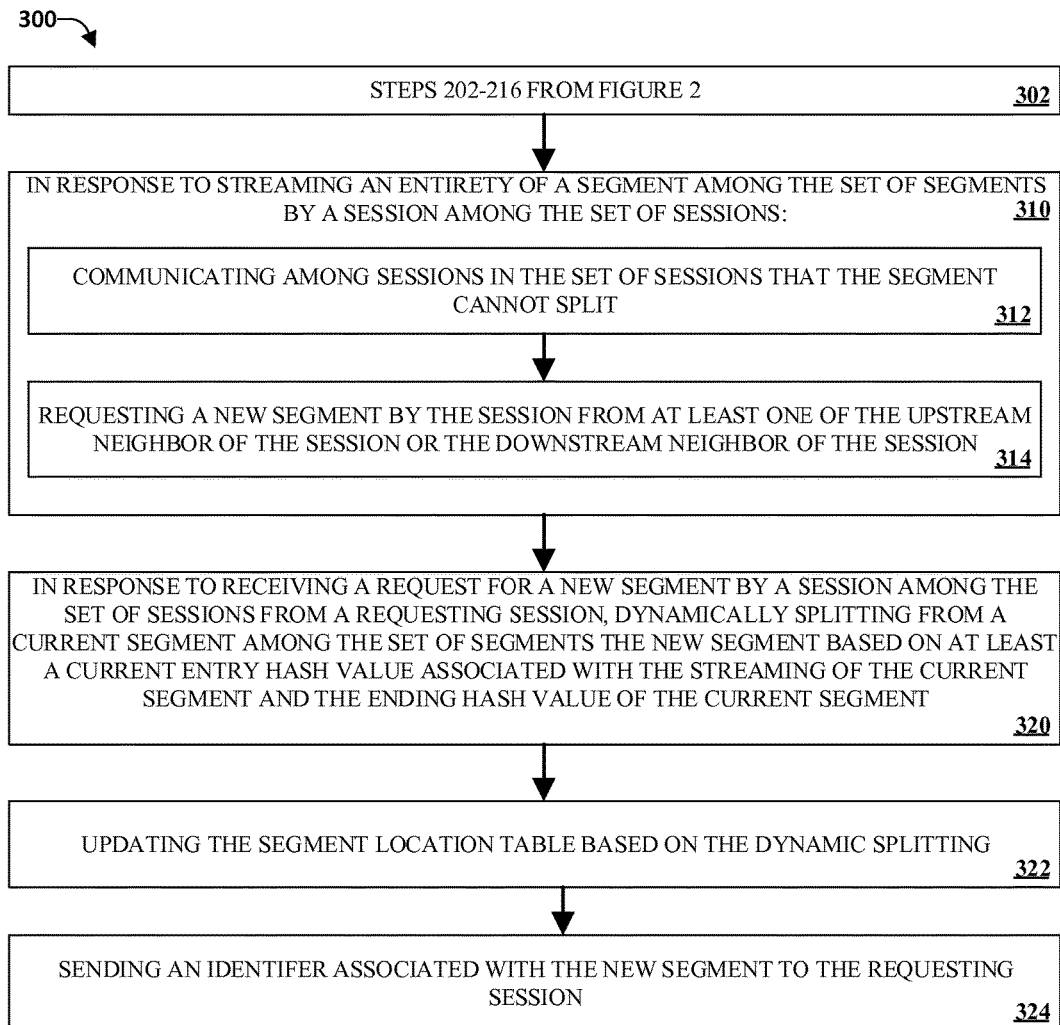 300
STEPS 202-216 FROM FIGURE 2
302
IN RESPONSE TO STREAMING AN ENTIRETY OF A SEGMENT AMONG THE SET OF SEGMENTS
BY A SESSION AMONG THE SET OF SESSIONS:
310
COMMUNICATING AMONG SESSIONS IN THE SET OF SESSIONS THAT THE SEGMENT
CANNOT SPLIT
312
REQUESTING A NEW SEGMENT BY THE SESSION FROM AT LEAST ONE OF THE UPSTREAM
NEIGHBOR OF THE SESSION OR THE DOWNSTREAM NEIGHBOR OF THE SESSION
314
IN RESPONSE TO RECEIVING A REQUEST FOR A NEW SEGMENT BY A SESSION AMONG THE
SET OF SESSIONS FROM A REQUESTING SESSION, DYNAMICALLY SPLITTING FROM A
CURRENT SEGMENT AMONG THE SET OF SEGMENTS THE NEW SEGMENT BASED ON AT LEAST
A CURRENT ENTRY HASH VALUE ASSOCIATED WITH THE STREAMING OF THE CURRENT
SEGMENT AND THE ENDING HASH VALUE OF THE CURRENT SEGMENT
320
UPDATING THE SEGMENT LOCATION TABLE BASED ON THE DYNAMIC SPLITTING
322
SENDING AN IDENTIFER ASSOCIATED WITH THE NEW SEGMENT TO THE REQUESTING
SESSION
324